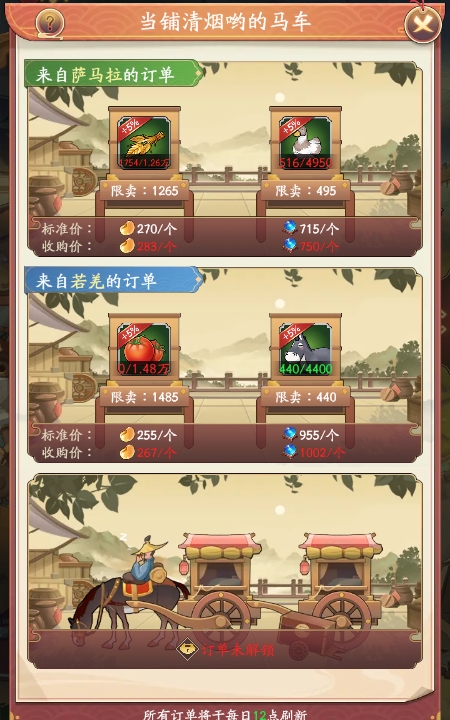 当铺清烟哟的马车
?
来自萨马拉的订单
+5%
+5%
1754/1.26万
516/4950
限卖：1265
限卖：495
标准价：
270/个
715/个
收购价：
283/个
750/个
来自若羌的订单
+5%
+5%
0/1.48万
440/4400
限卖：1485
限卖：440
标准价：
255/个
955/个
收购价：
267/个
1002/个
订单未解锁
所有订单将于每日12点刷新